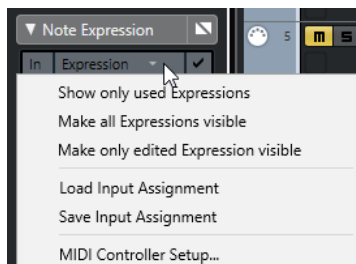 Note Expression
5 m S
In Expression
Show only used Expressions
Make all Expressions visible
Make only edited Expression visible
Load Input Assignment
Save Input Assignment
MIDI Controller Setup...